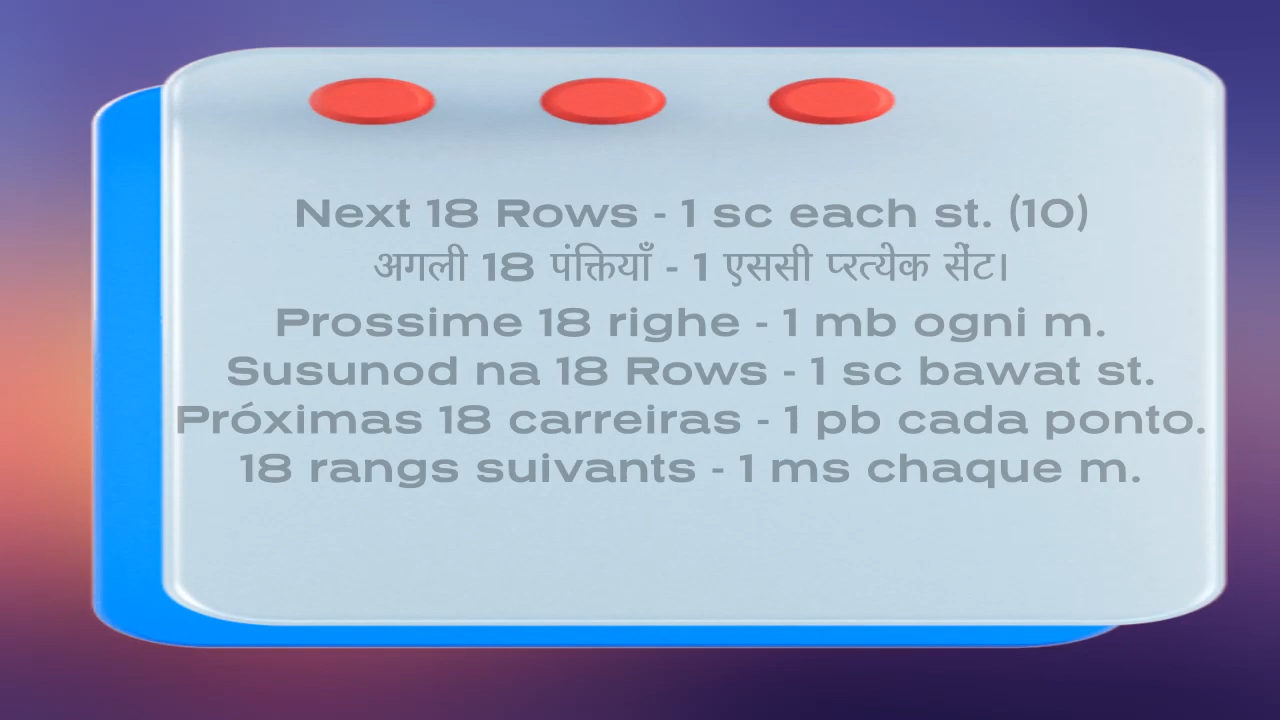 Next 18 Rows - 1 sc each st. (10)
अगली 18 पंक्तियाँ - 1 एससी प्रत्येक सेंट।
Prossime 18 righe - 1 mb ogni m.
Susunod na 18 Rows - 1 sc bawat st.
Próximas 18 carreiras - 1 pb cada ponto.
18 rangs suivants - 1 ms chaque m.